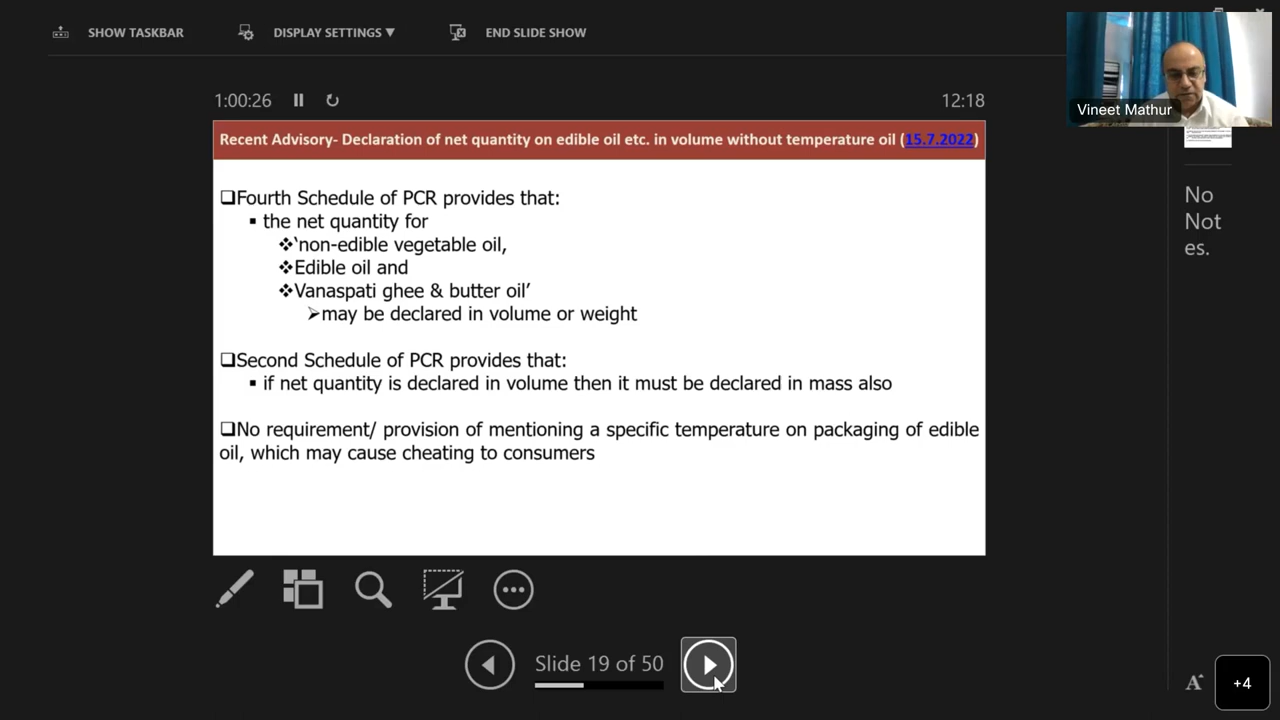 SHOW TASKBAR
DISPLAY SETTINGS ▼
END SLIDE SHOW
Vineet Mathur
1:00:26
12:18
Recent Advisory- Declaration of net quantity on edible oil etc. in volume without temperature oil (15.7.2022)
❑Fourth Schedule of PCR provides that:
▪ the net quantity for
❖‘non-edible vegetable oil,
❖Edible oil and
❖Vanaspati ghee & butter oil’
➢may be declared in volume or weight
❑Second Schedule of PCR provides that:
▪ if net quantity is declared in volume then it must be declared in mass also
❑No requirement/ provision of mentioning a specific temperature on packaging of edible
oil, which may cause cheating to consumers
No
Not
es.
Slide 19 of 50
A
+4